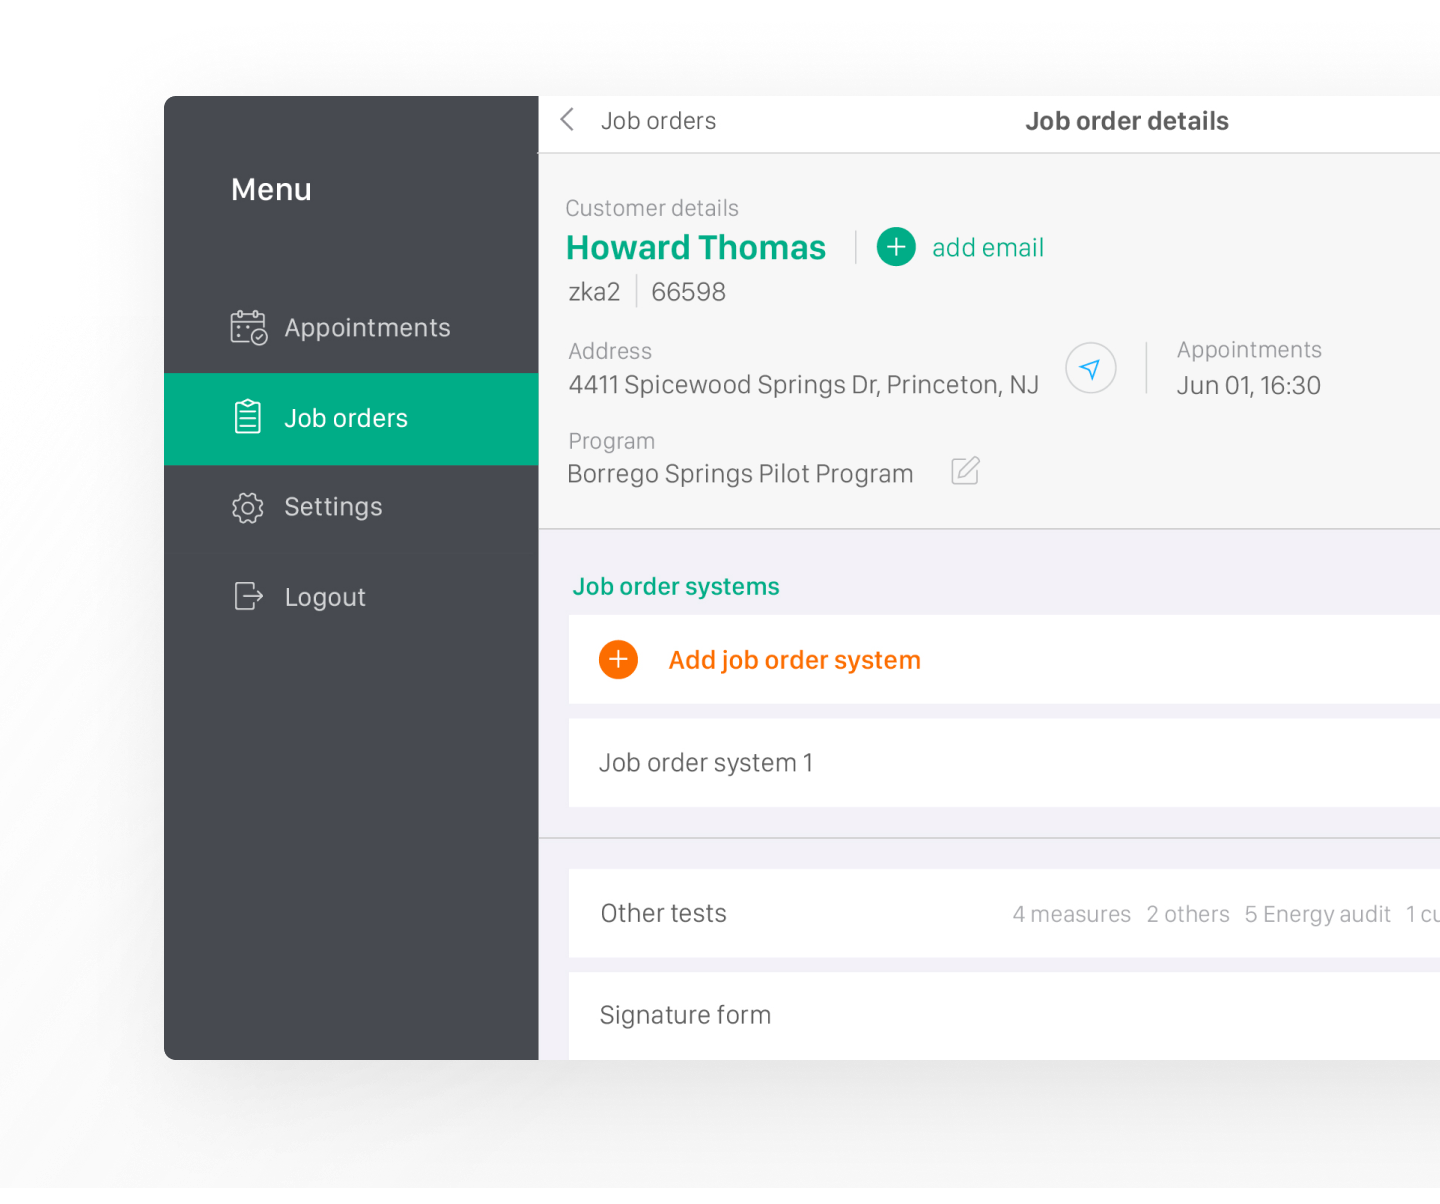 Menu
Appointments
Job orders
Settings
Logout
Job orders
Job order details
Customer details
Howard Thomas
add email
zka2
66598
Address
4411 Spicewood Springs Dr, Princeton, NJ
Appointments
Jun 01, 16:30
Program
Borrego Springs Pilot Program
Job order systems
Add job order system
Job order system 1
Other tests
4 measures 2 others 5 Energy audit 1
Signature form